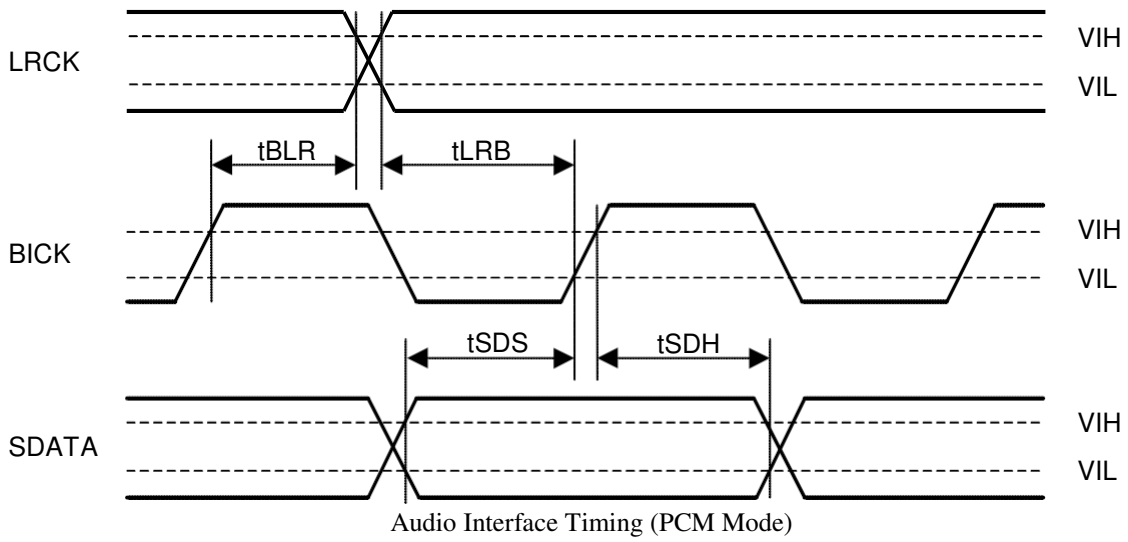 VIH
LRCK
VIL
tBLR
tLRB
VIH
BICK
VIL
tSDS
tSDH
VIH
SDATA
VIL
Audio Interface Timing (PCM Mode)